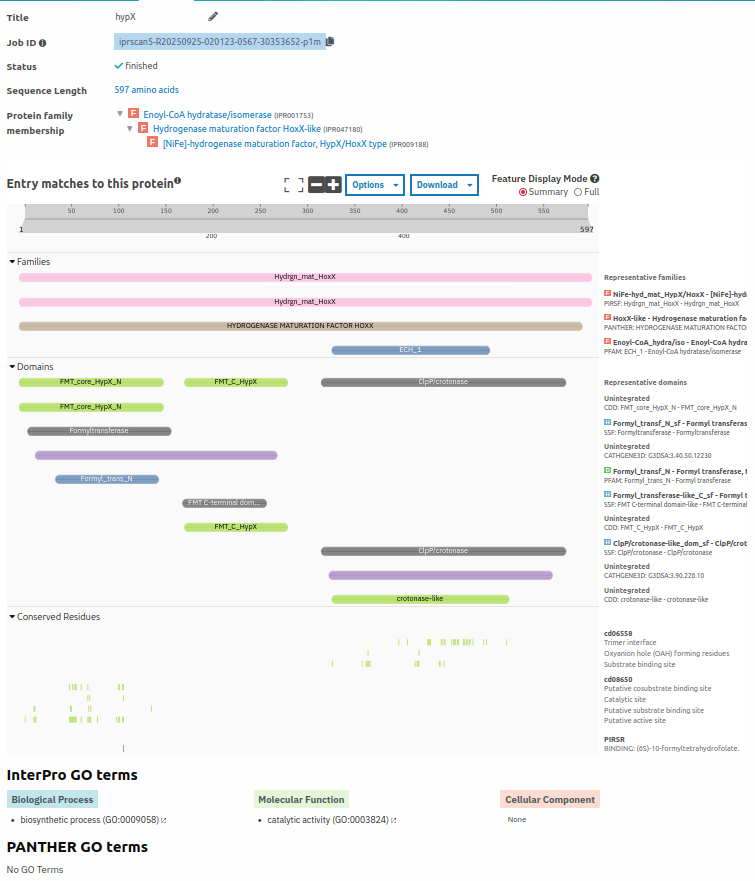 Title hypX
Job ID iprscan5-R20250925-020123-0567-30353652-p1m
Status finished
Sequence Length 597 amino acids
Protein family membership
F Enoyl-CoA hydratase/isomerase (IPR001753)
F Hydrogenase maturation factor HoxX-like (IPR047180)
F [NiFe]-hydrogenase maturation factor, HypX/HoxX type (IPR009188)
Entry matches to this protein
Options
Download
Feature Display Mode
Summary Full
50 100 150 200 250 300 350 400 450 500 550
1 597
200 400
Families
Hydrgn_mat_HoxX
Representative families
Hydrgn_mat_HoxX
F NiFe-hyd_mat_HypX/HoxX - [NiFe]-hyd
PIRSF: Hydrgn_mat_HoxX - Hydrgn_mat_HoxX
HYDROGENASE MATURATION FACTOR HOXX
F HoxX-like - Hydrogenase maturation fa
PANTHER: HYDROGENASE MATURATION FACTO
ECH_1
F Enoyl-CoA_hydra/iso - Enoyl-CoA hydra
PFAM: ECH_1 - Enoyl-CoA hydratase/isomerase
Domains
FMT_core_HypX_N FMT_C_HypX ClpP/crotonase
Representative domains
FMT_core_HypX_N
Unintegrated
CDD: FMT_core_HypX_N - FMT_core_HypX_N
Formyltransferase
H Formyl_transf_N_sf - Formyl transferas
SSF: Formyltransferase - Formyltransferase
Unintegrated
CATHGENE3D: G3DSA:3.40.50.12230
Formyl_trans_N
D Formyl_transf_N - Formyl transferase,
PFAM: Formyl_trans_N - Formyl transferase
FMT C-terminal dom...
H Formyl_transferase-like_C_sf - Formyl t
SSF: FMT C-terminal domain-like - FMT C-terminal
FMT_C_HypX
Unintegrated
CDD: FMT_C_HypX - FMT_C_HypX
ClpP/crotonase
H ClpP/crotonase-like_dom_sf - ClpP/crot
SSF: ClpP/crotonase - ClpP/crotonase
Unintegrated
CATHGENE3D: G3DSA:3.90.226.10
crotonase-like
Unintegrated
CDD: crotonase-like - crotonase-like
Conserved Residues
cd06558
Trimer interface
Oxyanion hole (OAH) forming residues
Substrate binding site
cd08650
Putative cosubstrate binding site
Catalytic site
Putative substrate binding site
Putative active site
PIRSR
BINDING: (6S)-10-formyltetrahydrofolate.
InterPro GO terms
Biological Process Molecular Function Cellular Component
• biosynthetic process (GO:0009058) • catalytic activity (GO:0003824) None
PANTHER GO terms
No GO Terms